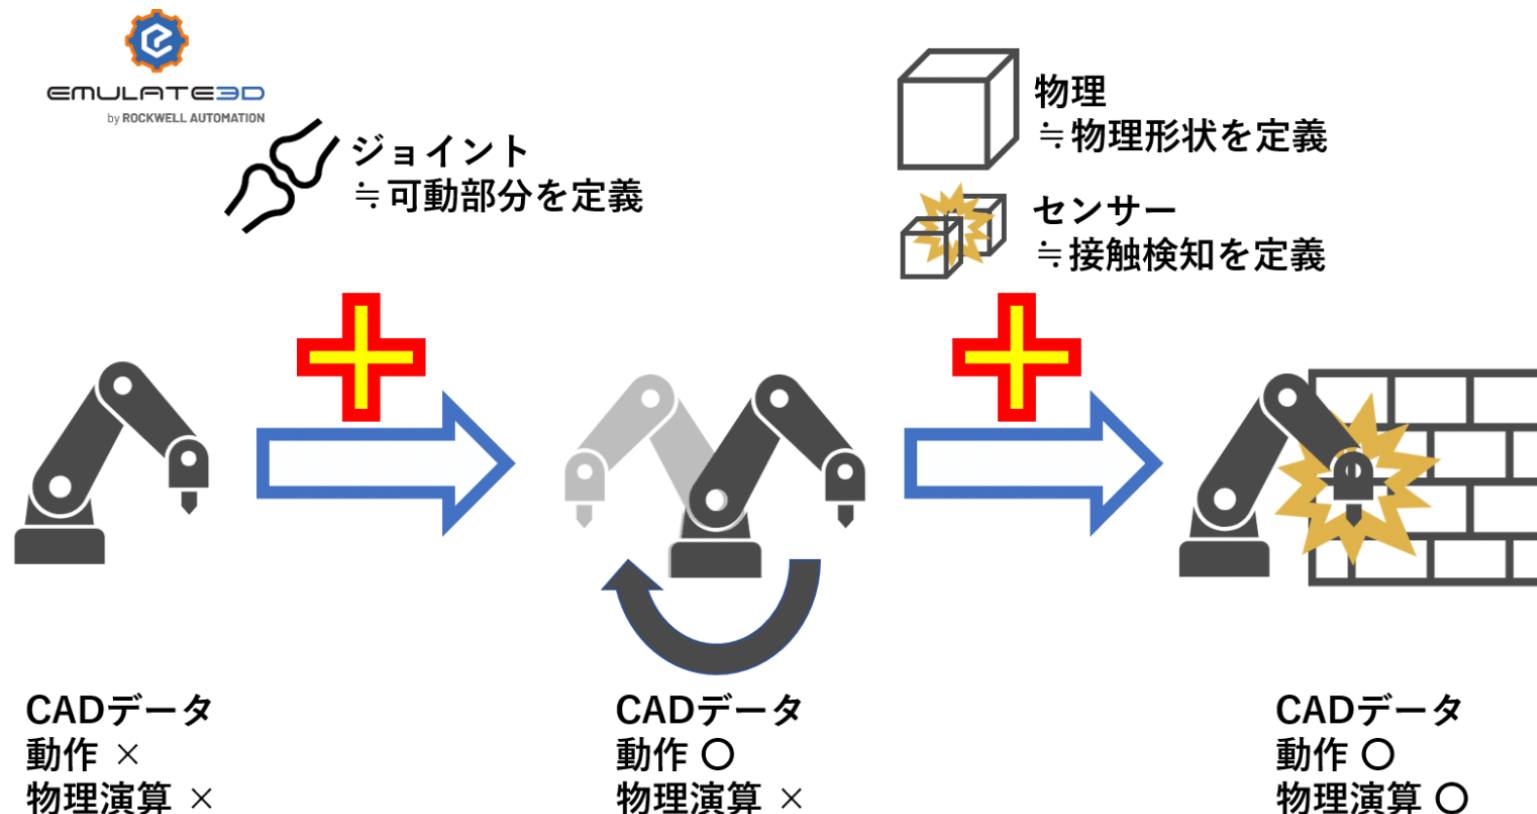 EMULATE3D
by ROCKWELL AUTOMATION
ジョイント
≒可動部分を定義
物理
≒物理形状を定義
センサー
≒接触検知を定義
CADデータ
動作 ×
物理演算 ×
CADデータ
動作 〇
物理演算 ×
CADデータ
動作 〇
物理演算 〇